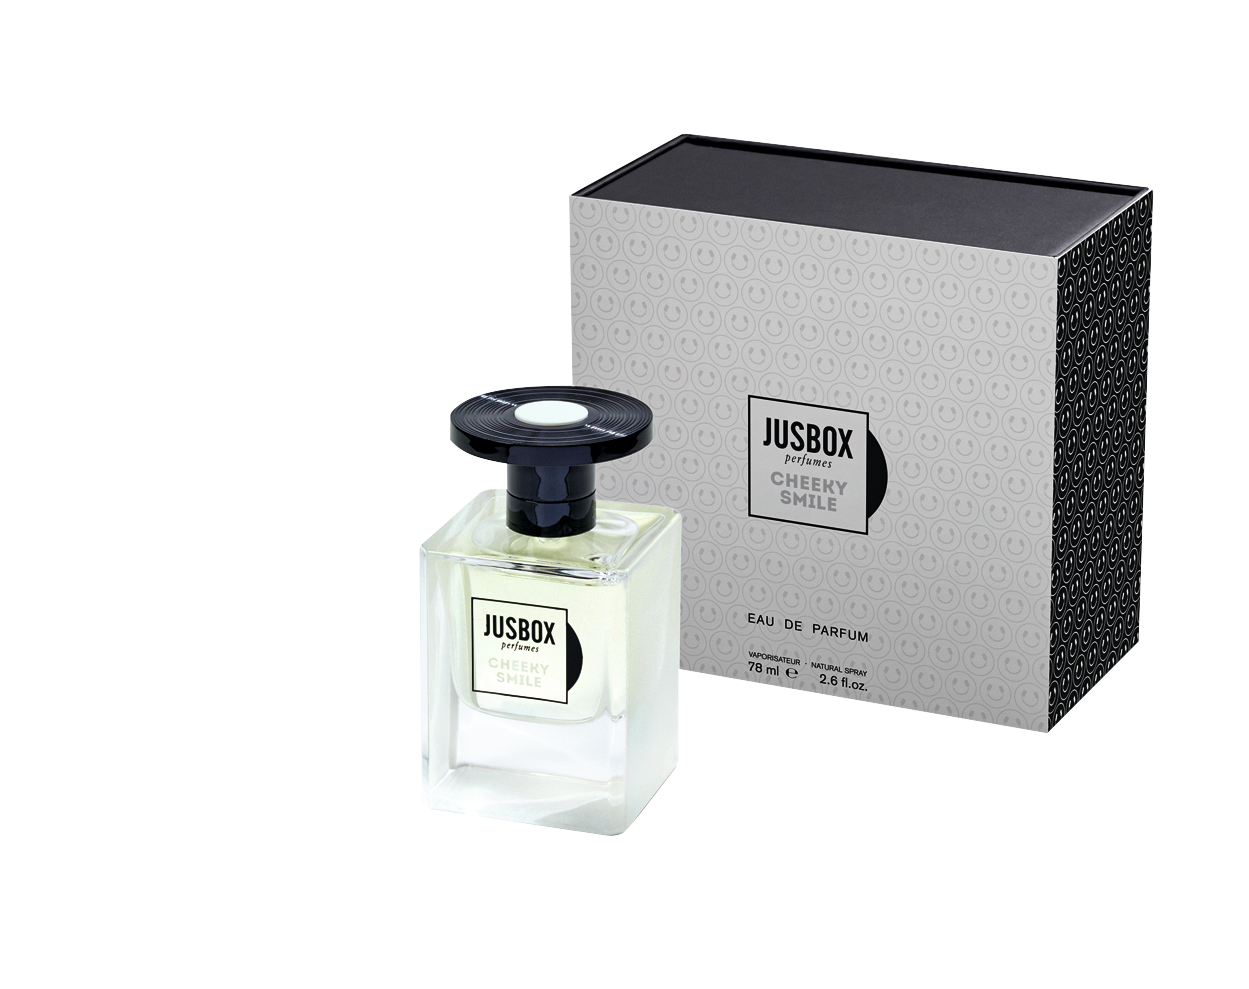 JUSBOX
perfumes
CHEEKY
SMILE
EAU DE PARFUM
VAPORISATEUR · NATURAL SPRAY
78 ml ℮ 2.6 fl.oz.
JUSBOX
perfumes
CHEEKY
SMILE